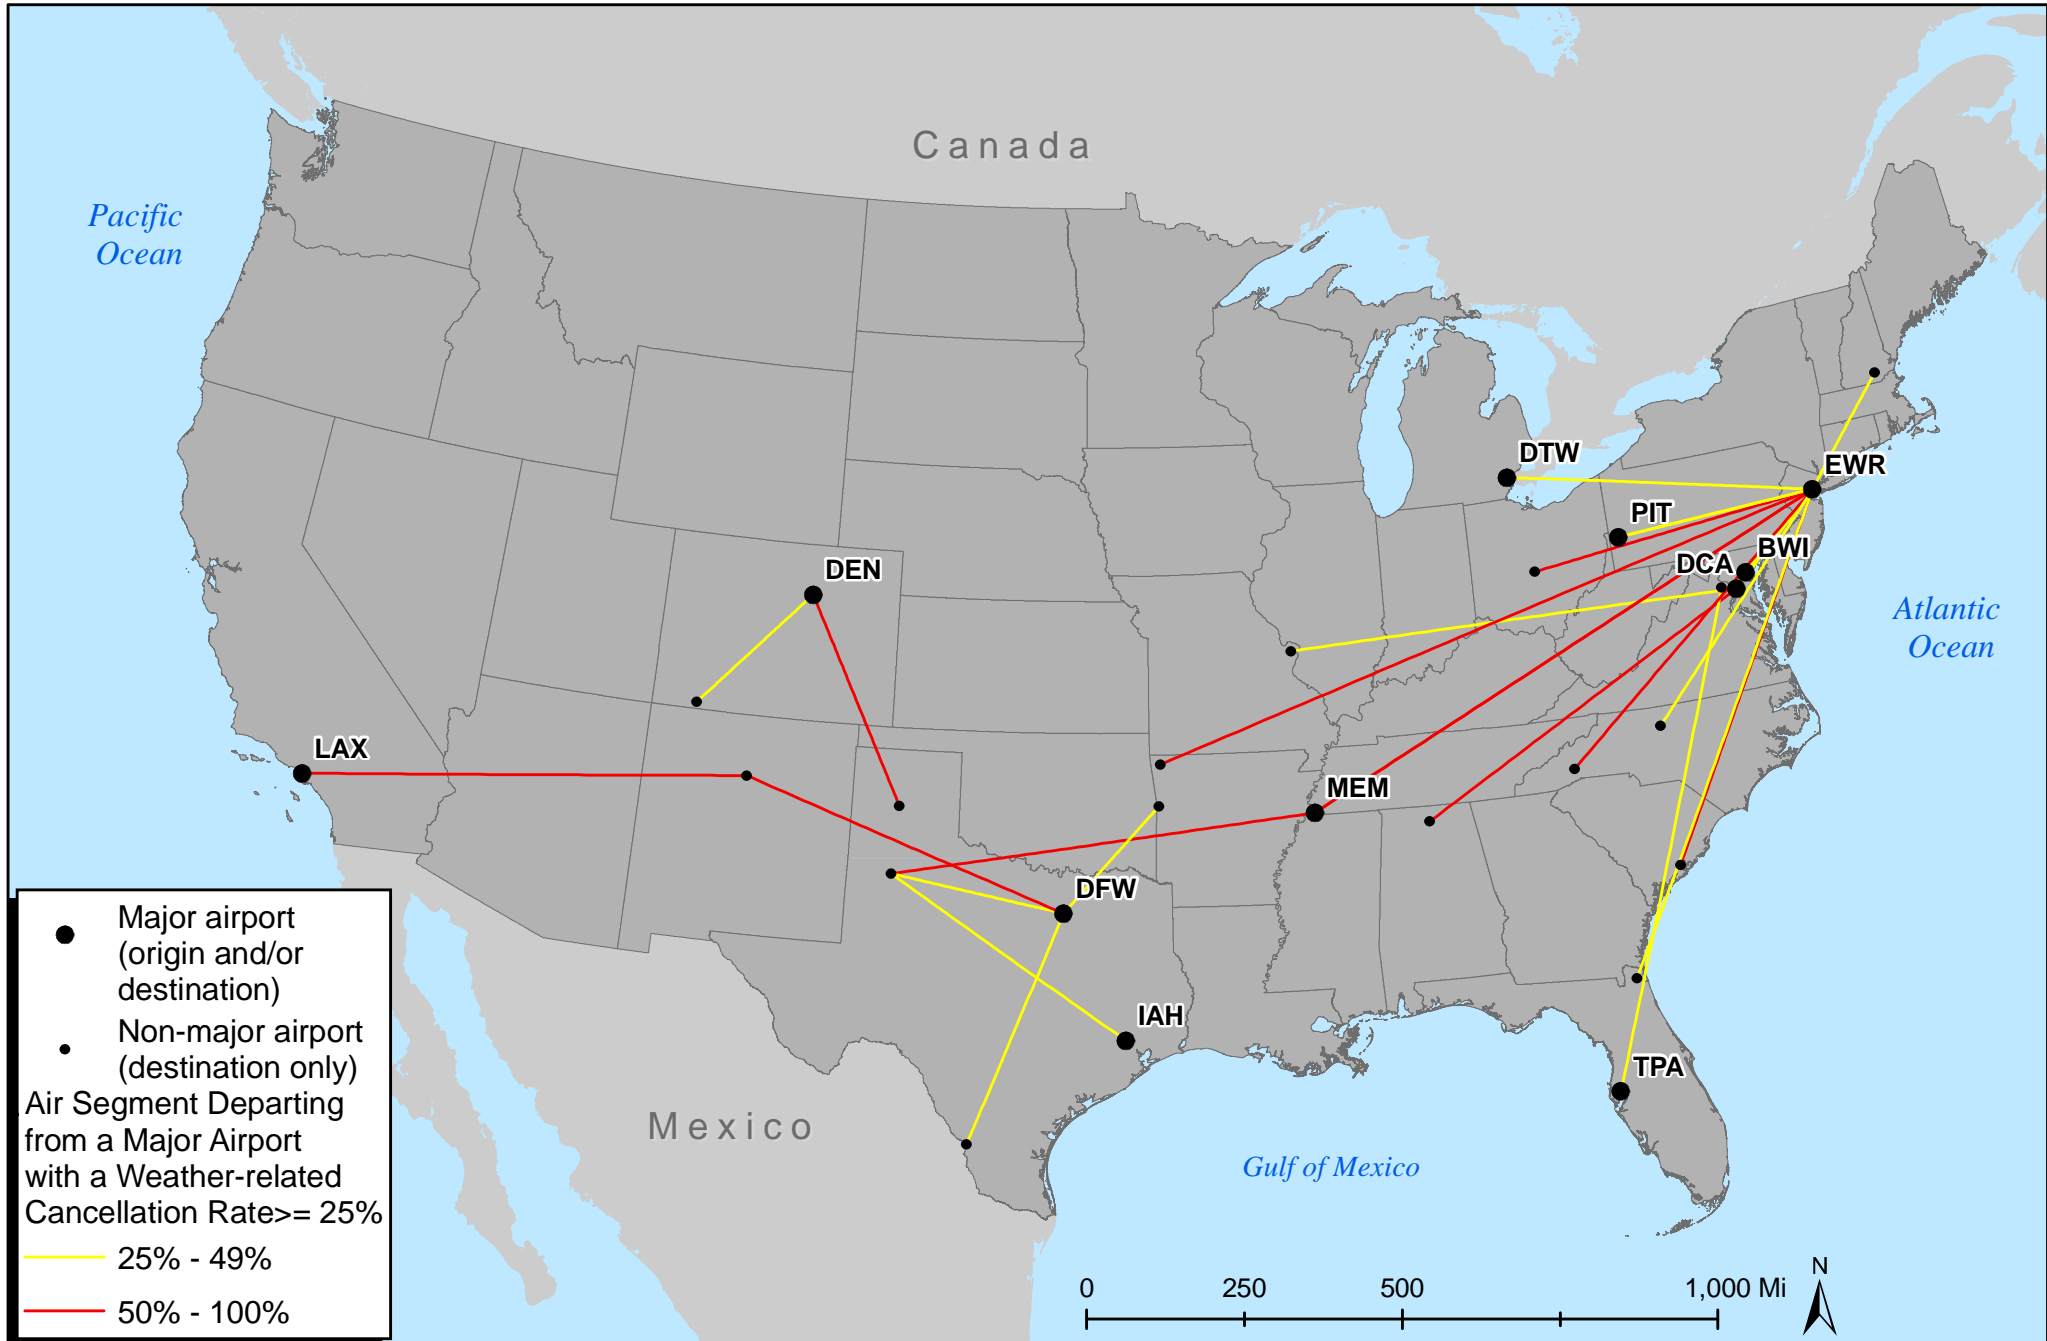 Canada
Pacific
Ocean
DTW
EWR
PIT
BWI
DCA
DEN
Atlantic
Ocean
LAX
MEM
DFW
IAH
TPA
Mexico
Gulf of Mexico
Major airport
(origin and/or
destination)
Non-major airport
(destination only)
Air Segment Departing
from a Major Airport
with a Weather-related
Cancellation Rate>= 25%
25% - 49%
50% - 100%
0 250 500 1,000 Mi
N